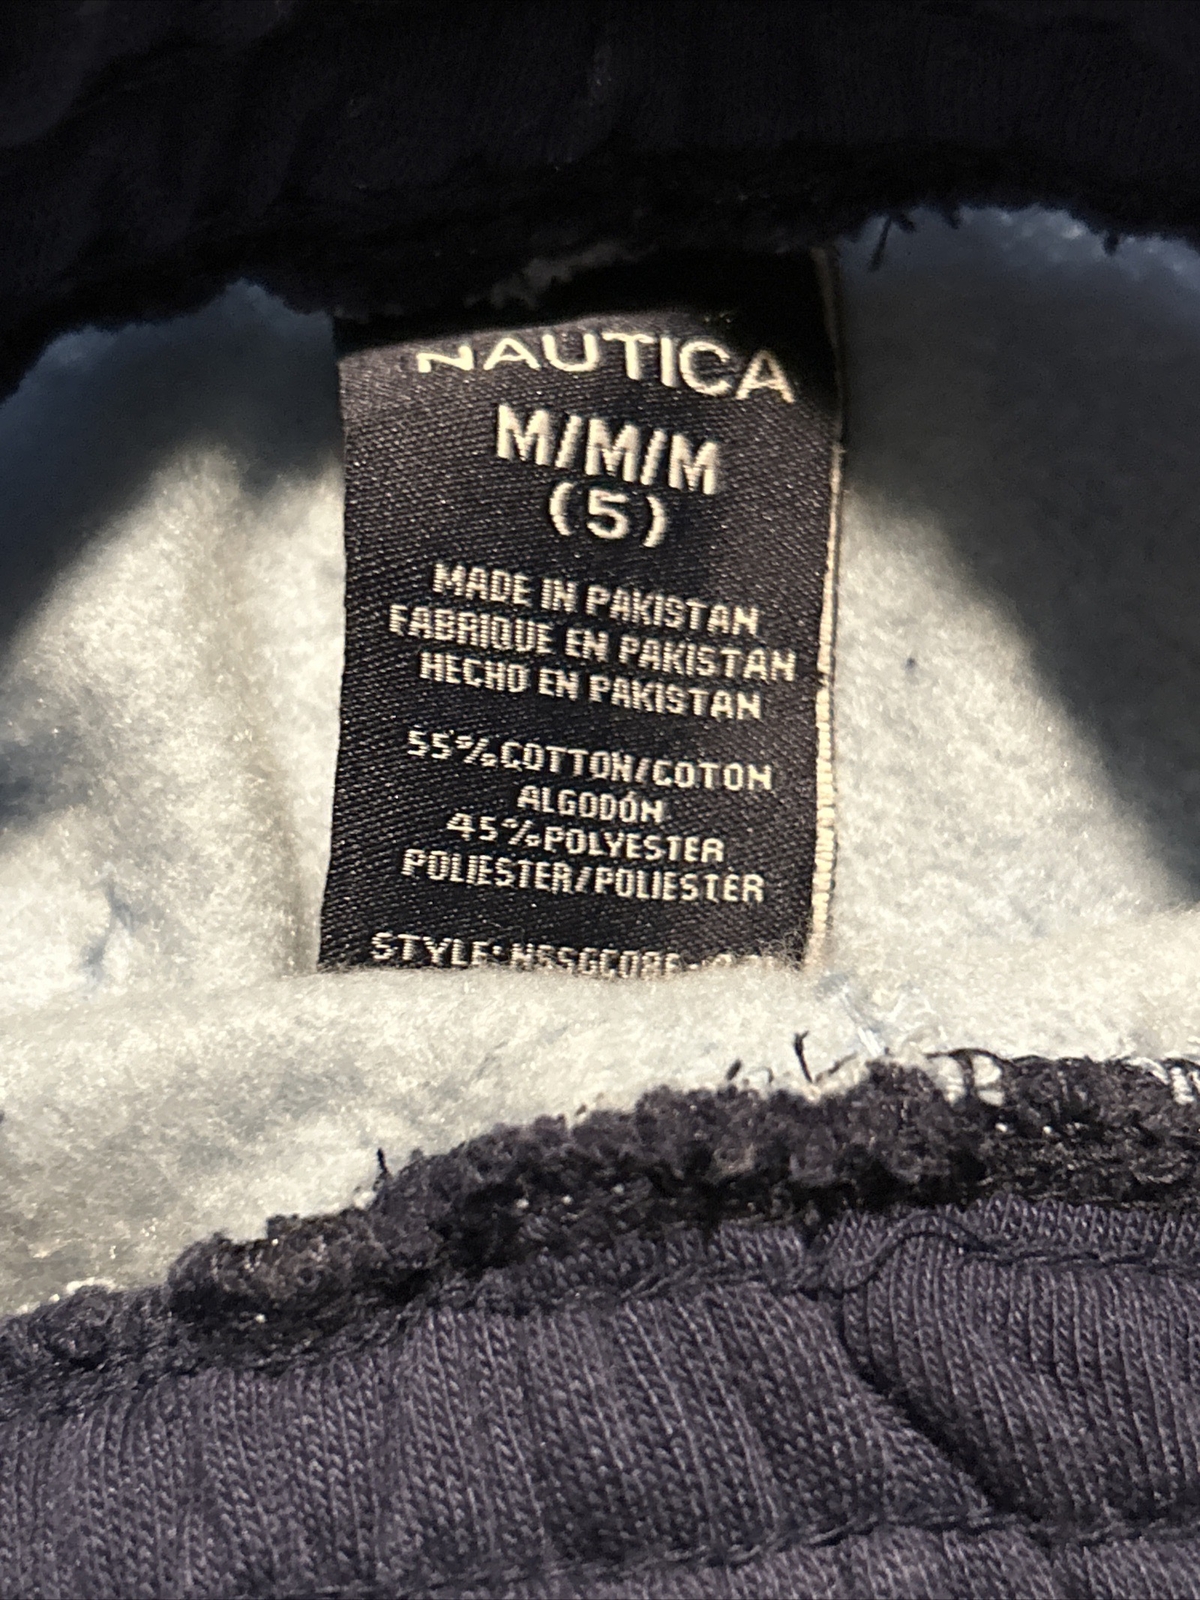 NAUTICA
M/M/M
(5)
MADE IN PAKISTAN
FABRIQUE EN PAKISTAN
HECHO EN PAKISTAN
55%COTTON/COTON
ALGODÓN
45%POLYESTER
POLIESTER/POLIESTER
STYLE: